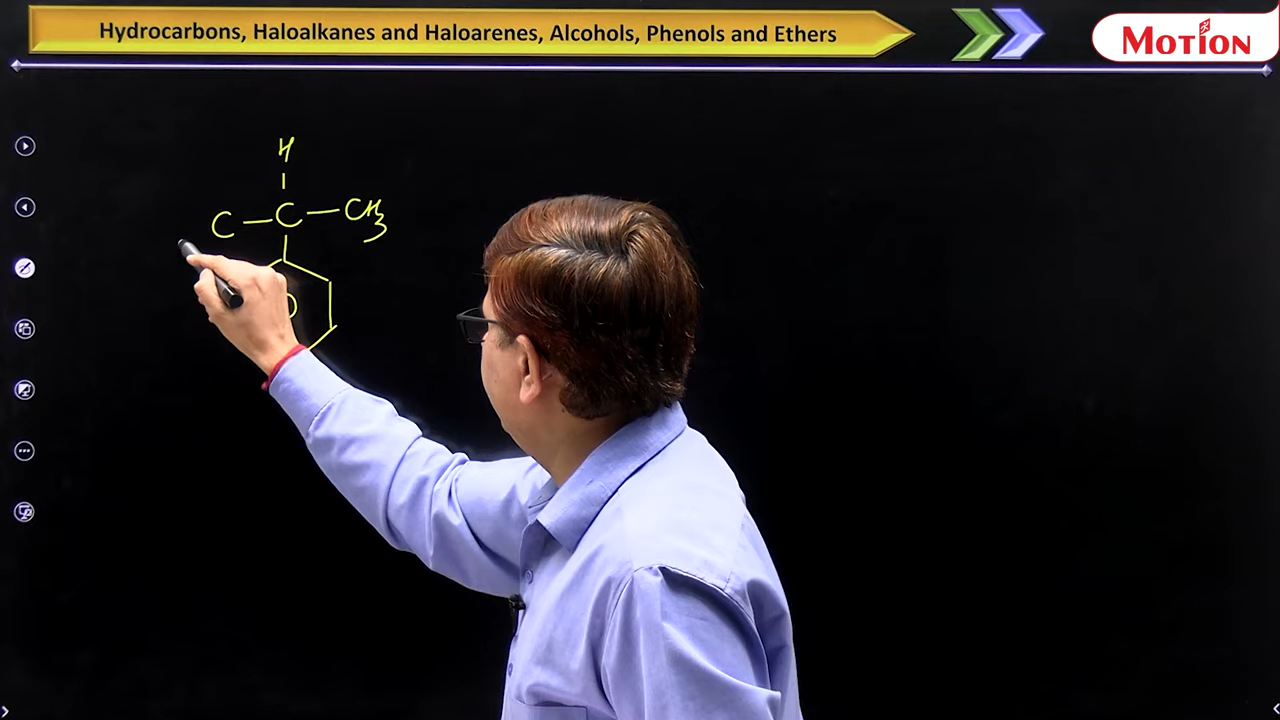 Hydrocarbons, Haloalkanes and Haloarenes, Alcohols, Phenols and Ethers
MOTION
H
C – C – CH3